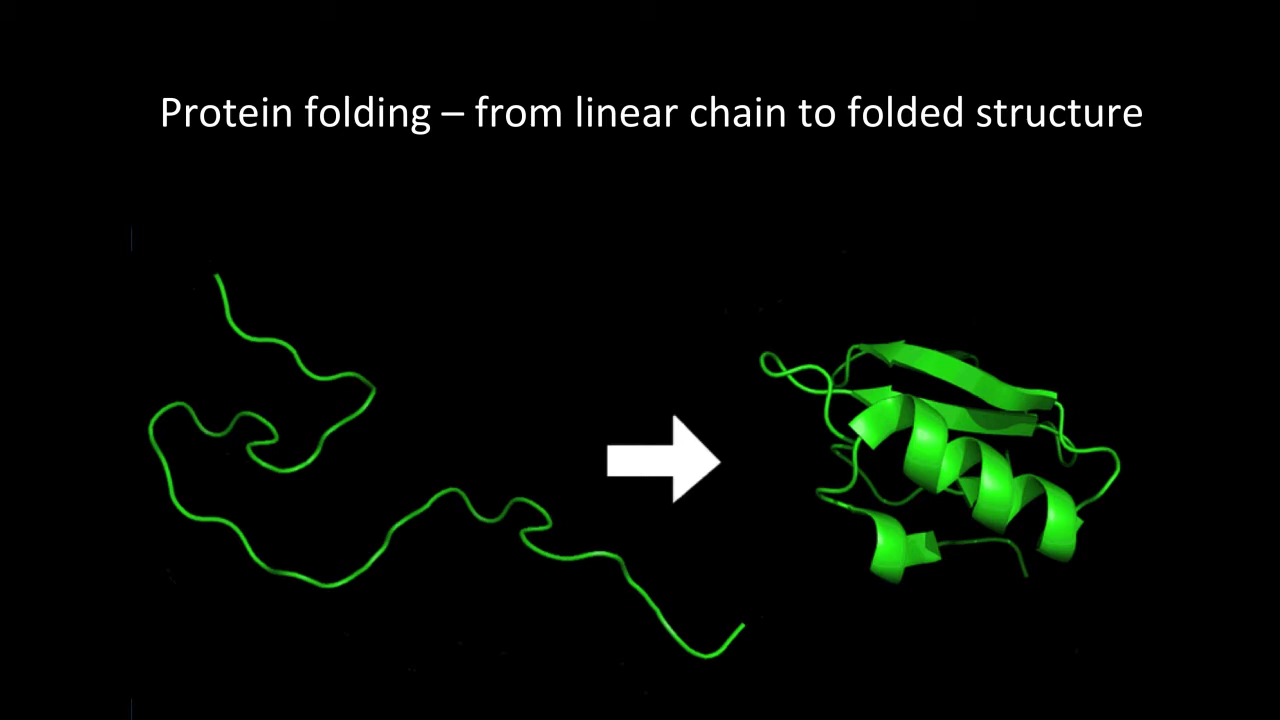 Protein folding – from linear chain to folded structure